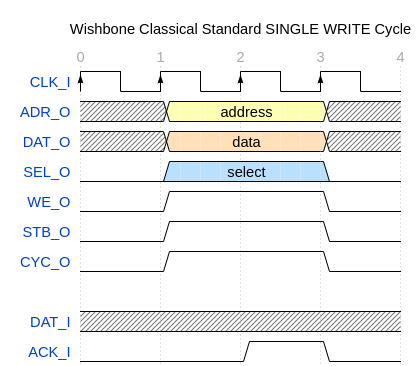 Wishbone Classical Standard SINGLE WRITE Cycle
0 1 2 3 4
CLK_I
ADR_O address
DAT_O data
SEL_O select
WE_O
STB_O
CYC_O
DAT_I
ACK_I